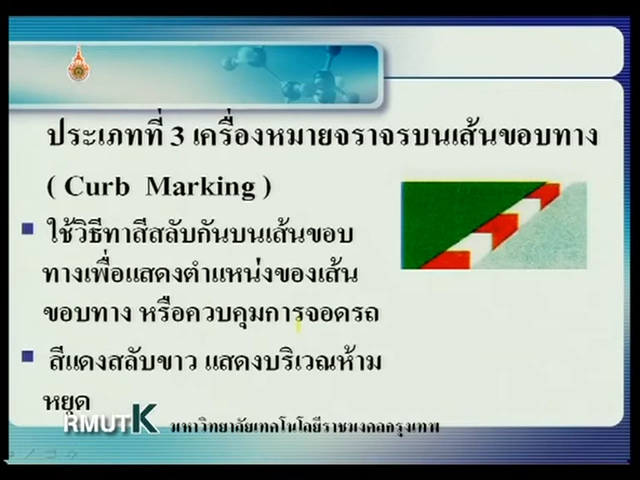 ประเภทที่ 3 เครื่องหมายจราจรบนเส้นขอบทาง
( Curb Marking )
ใช้วิธีทาสีสลับกันบนเส้นขอบ
ทางเพื่อแสดงตำแหน่งของเส้น
ขอบทาง หรือควบคุมการจอดรถ
สีแดงสลับขาว แสดงบริเวณห้าม
หยุด
RMUTK มหาวิทยาลัยเทคโนโลยีราชมงคลกรุงเทพ